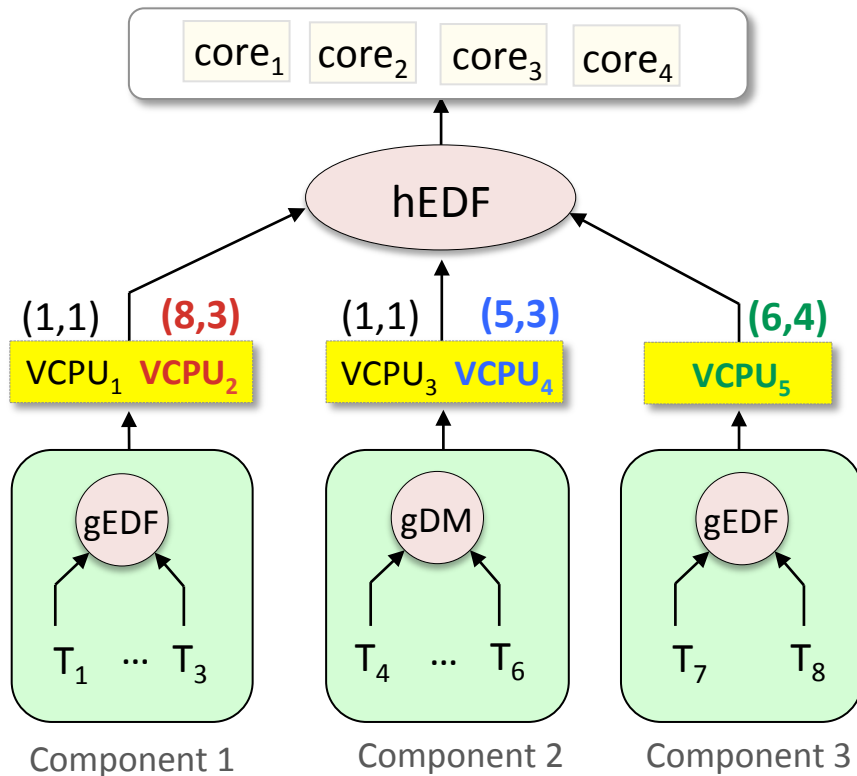 core₁ core₂ core₃ core₄
hEDF
(1,1) (8,3) (1,1) (5,3) (6,4)
VCPU₁ VCPU₂ VCPU₃ VCPU₄ VCPU₅
gEDF gDM gEDF
T₁ ... T₃ T₄ ... T₆ T₇ T₈
Component 1 Component 2 Component 3